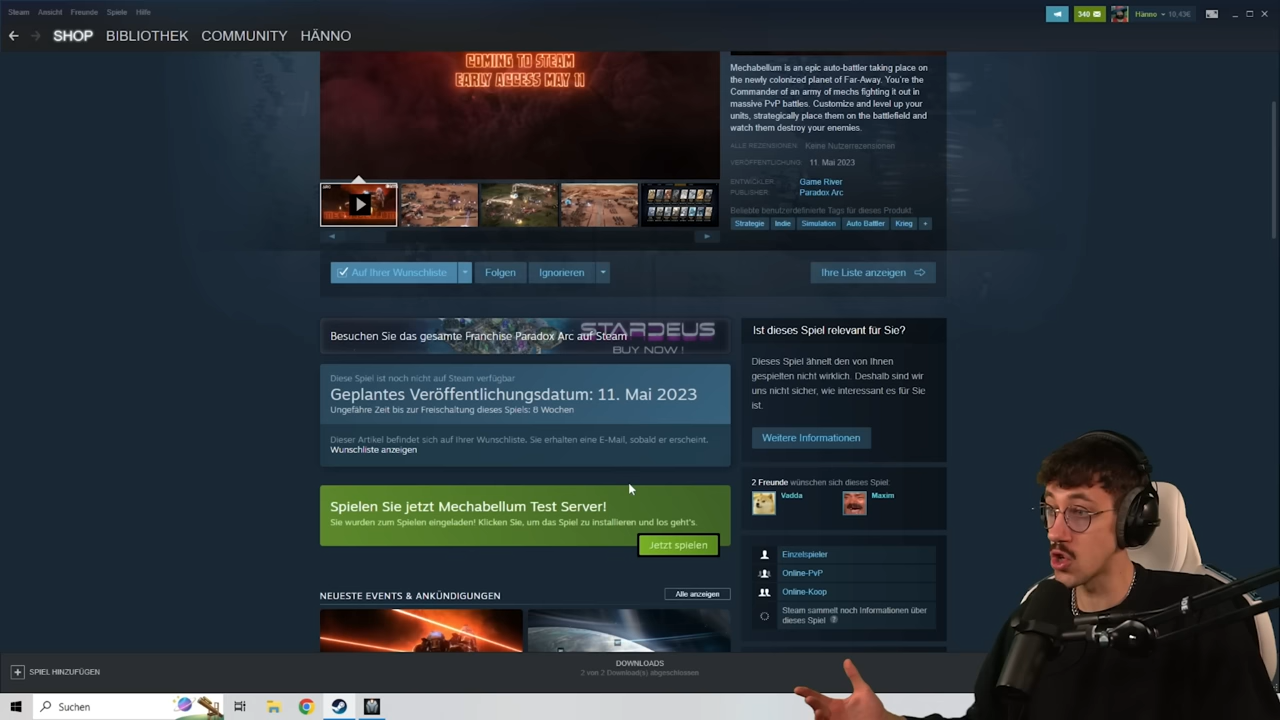 Steam Ansicht Freunde Spiele Hilfe
340
Hänno
10,43€
SHOP BIBLIOTHEK COMMUNITY HÄNNO
COMING TO STEAM
EARLY ACCESS MAY 11
Mechabellum is an epic auto-battler taking place on
the newly colonized planet of Far-Away. You're the
Commander of an army of mechs fighting it out in
massive PvP battles. Customize and level up your
units, strategically place them on the battlefield and
watch them destroy your enemies.
ALLE REZENSIONEN: Keine Nutzerrezensionen
VERÖFFENTLICHUNG: 11. Mai 2023
ENTWICKLER: Game River
PUBLISHER: Paradox Arc
Beliebte benutzerdefinierte Tags für dieses Produkt:
Strategie Indie Simulation Auto Battler Krieg +
Auf Ihrer Wunschliste Folgen Ignorieren Ihre Liste anzeigen
Besuchen Sie das gesamte Franchise Paradox Arc auf Steam
STARDEUS
BUY NOW !
Diese Spiel ist noch nicht auf Steam verfügbar
Geplantes Veröffentlichungsdatum: 11. Mai 2023
Ungefähre Zeit bis zur Freischaltung dieses Spiels: 8 Wochen
Dieser Artikel befindet sich auf Ihrer Wunschliste. Sie erhalten eine E-Mail, sobald er erscheint.
Wunschliste anzeigen
Spielen Sie jetzt Mechabellum Test Server!
Sie wurden zum Spielen eingeladen! Klicken Sie, um das Spiel zu installieren und los geht's.
Jetzt spielen
NEUESTE EVENTS & ANKÜNDIGUNGEN
Alle anzeigen
Ist dieses Spiel relevant für Sie?
Dieses Spiel ähnelt den von Ihnen
gespielten nicht wirklich. Deshalb sind wir
uns nicht sicher, wie interessant es für Sie
ist.
Weitere Informationen
2 Freunde wünschen sich dieses Spiel:
Vadda
Maxim
Einzelspieler
Online-PvP
Online-Koop
Steam sammelt noch Informationen über
dieses Spiel ?
SPIEL HINZUFÜGEN
DOWNLOADS
2 von 2 Download(s) abgeschlossen
Suchen